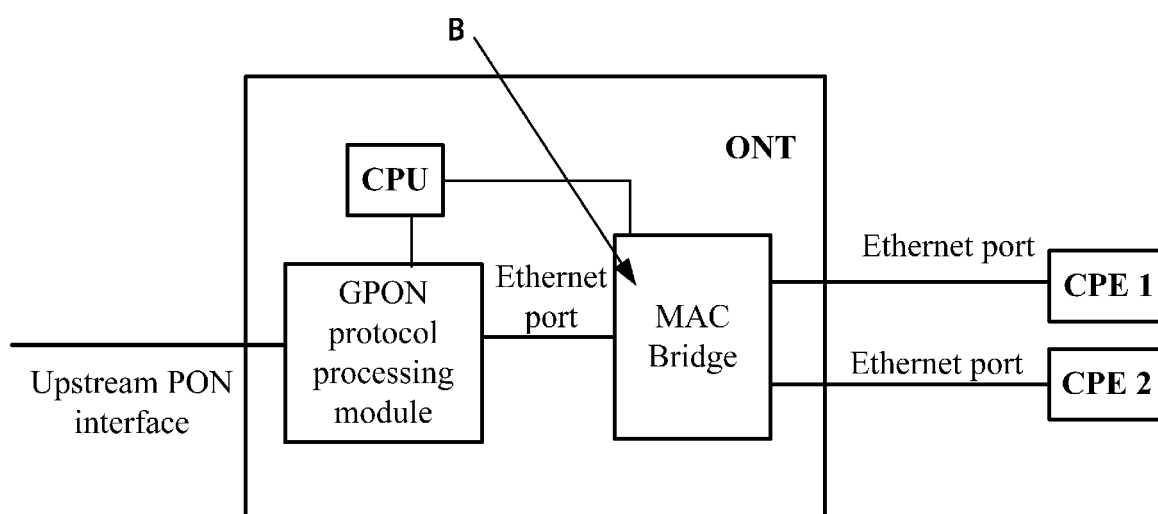 B
ONT
CPU
GPON
protocol
processing
module
Ethernet
port
MAC
Bridge
Ethernet port
CPE 1
Ethernet port
CPE 2
Upstream PON
interface